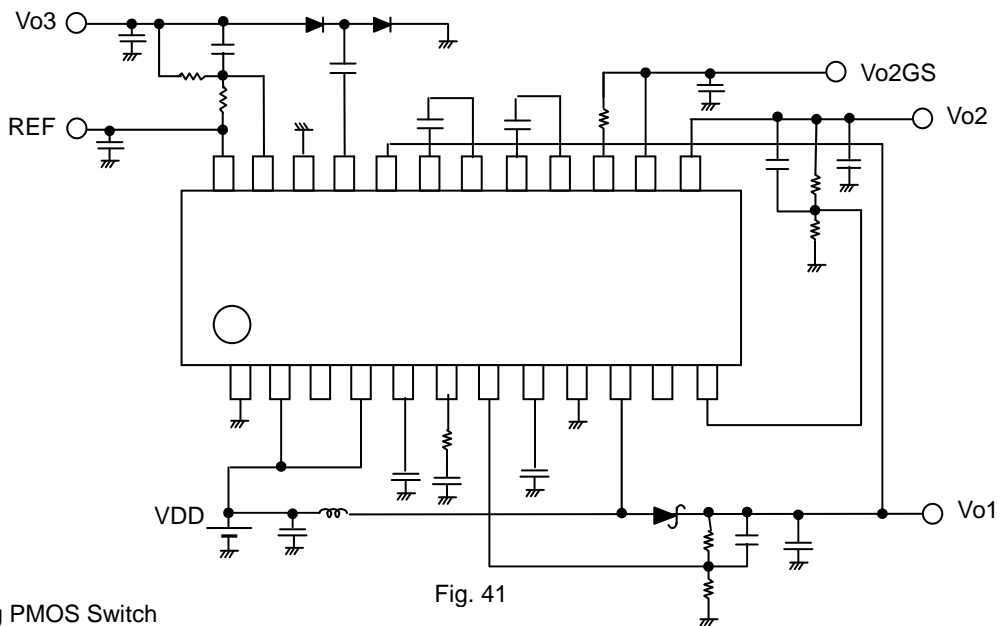 Vo3
Vo2GS
Vo2
REF
VDD
Vo1
Fig. 41
PMOS Switch